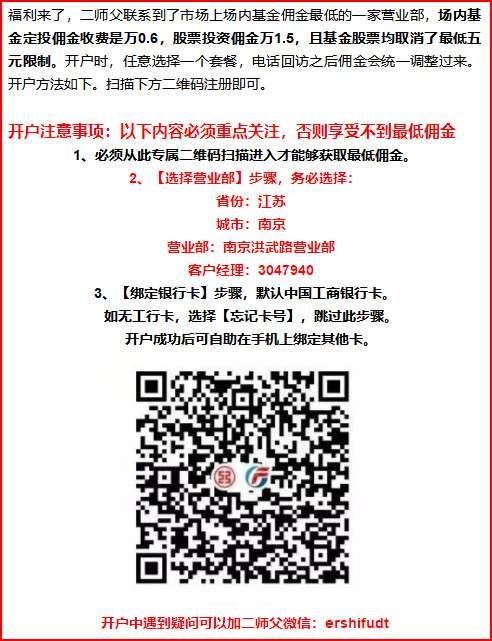 福利来了，二师父联系到了市场上场内基金佣金最低的一家营业部，场内基
金定投佣金收费是万0.6，股票投资佣金万1.5，且基金股票均取消了最低五
元限制。开户时，任意选择一个套餐，电话回访之后佣金会统一调整过来。
开户方法如下。扫描下方二维码注册即可。
开户注意事项：以下内容必须重点关注，否则享受不到最低佣金
1、必须从此专属二维码扫描进入才能够获取最低佣金。
2、【选择营业部】步骤，务必选择：
省份：江苏
城市：南京
营业部：南京洪武路营业部
客户经理：3047940
3、【绑定银行卡】步骤，默认中国工商银行卡。
如无工行卡，选择【忘记卡号】，跳过此步骤。
开户成功后可自助在手机上绑定其他卡。
开户中遇到疑问可以加二师父微信：ershifudt